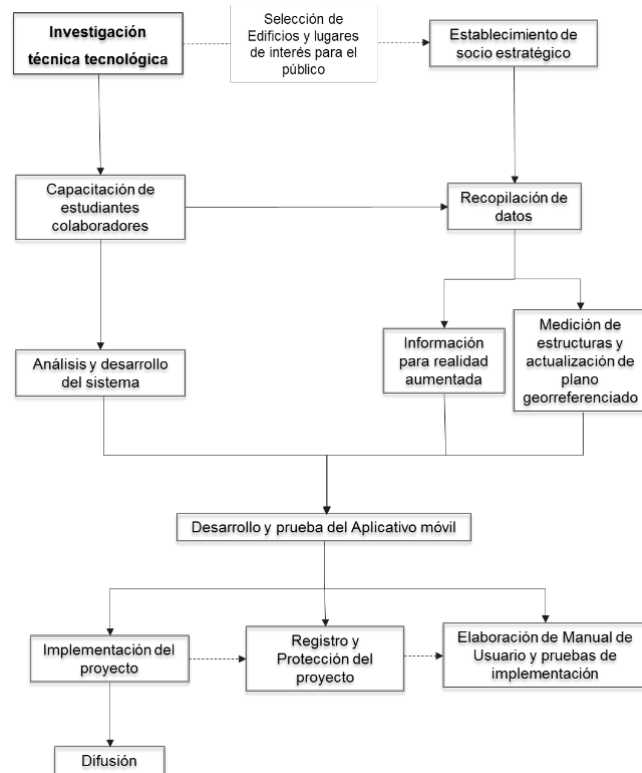 Investigación
técnica tecnológica
Selección de
Edificios y lugares
de interés para el
público
Establecimiento de
socio estratégico
Capacitación de
estudiantes
colaboradores
Recopilación de
datos
Análisis y desarrollo
del sistema
Información
para realidad
aumentada
Medición de
estructuras y
actualización de
plano
georreferenciado
Desarrollo y prueba del Aplicativo móvil
Implementación del
proyecto
Registro y
Protección del
proyecto
Elaboración de Manual de
Usuario y pruebas de
implementación
Difusión